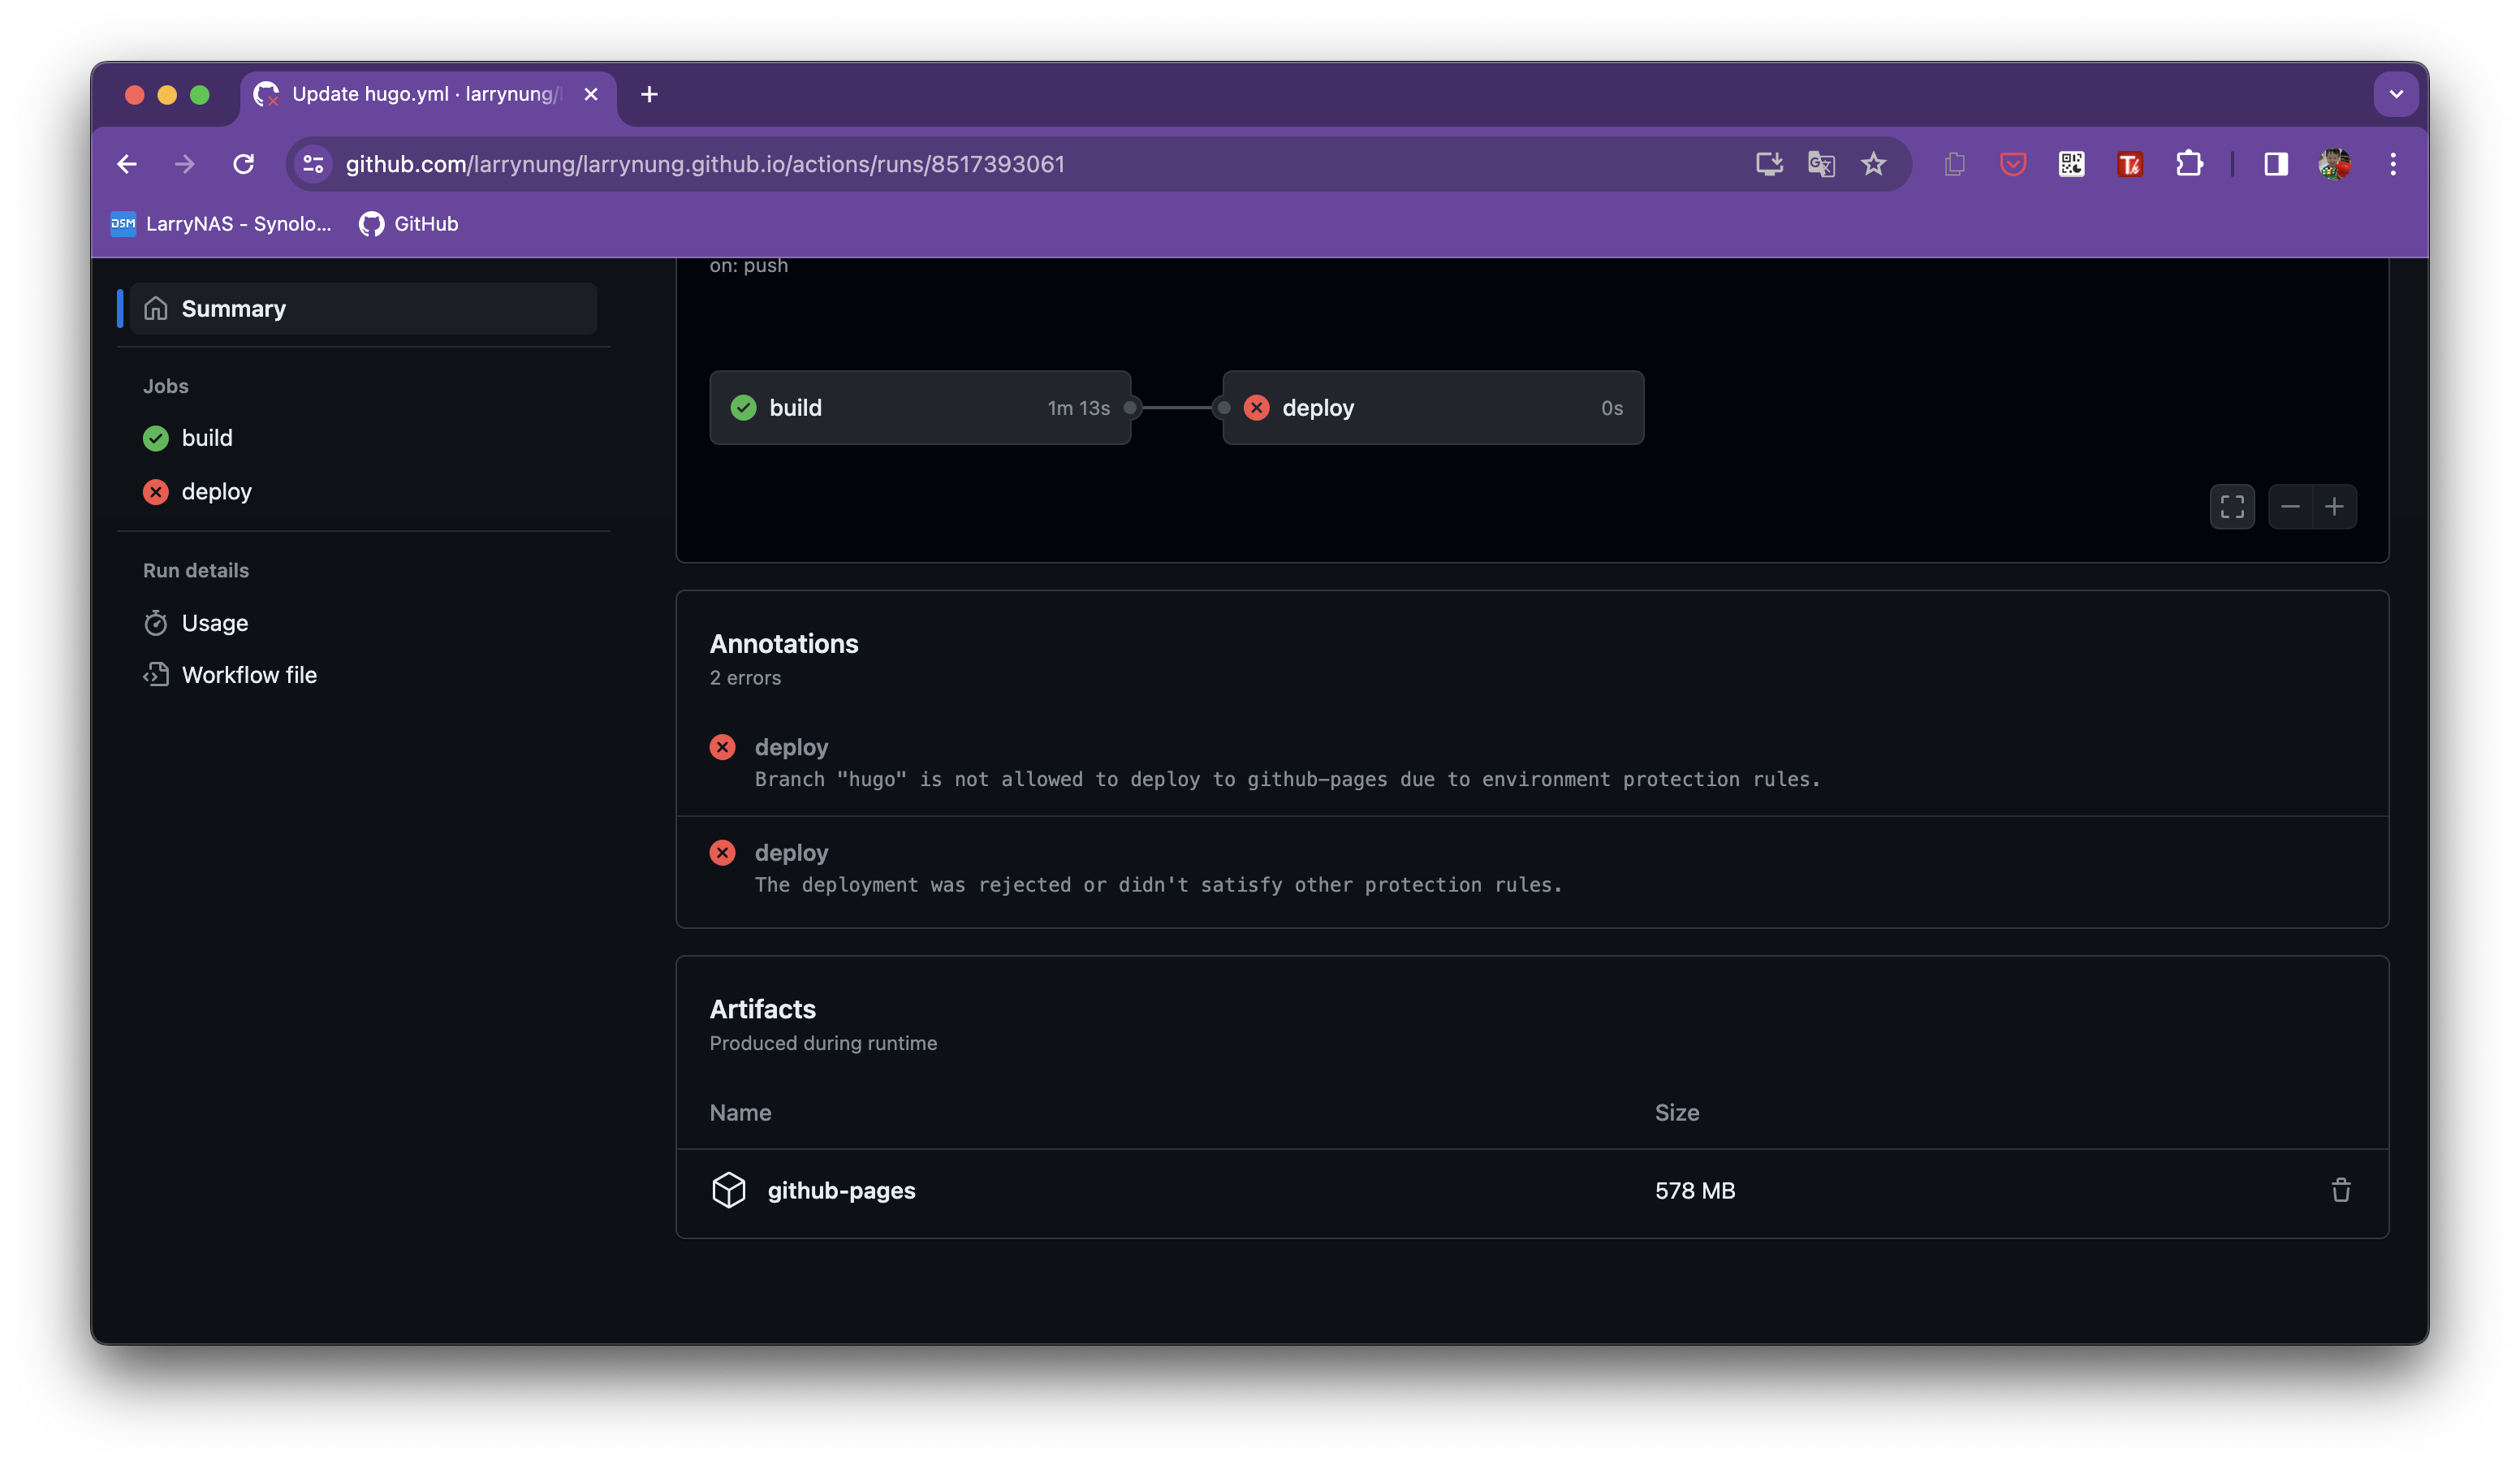 Update hugo.yml · larrynung/
github.com/larrynung/larrynung.github.io/actions/runs/8517393061
DSM LarryNAS - Synolo... GitHub
on: push
Summary
Jobs
build
deploy
Run details
Usage
Workflow file
build 1m 13s
deploy 0s
Annotations
2 errors
deploy
Branch "hugo" is not allowed to deploy to github-pages due to environment protection rules.
deploy
The deployment was rejected or didn't satisfy other protection rules.
Artifacts
Produced during runtime
Name Size
github-pages 578 MB